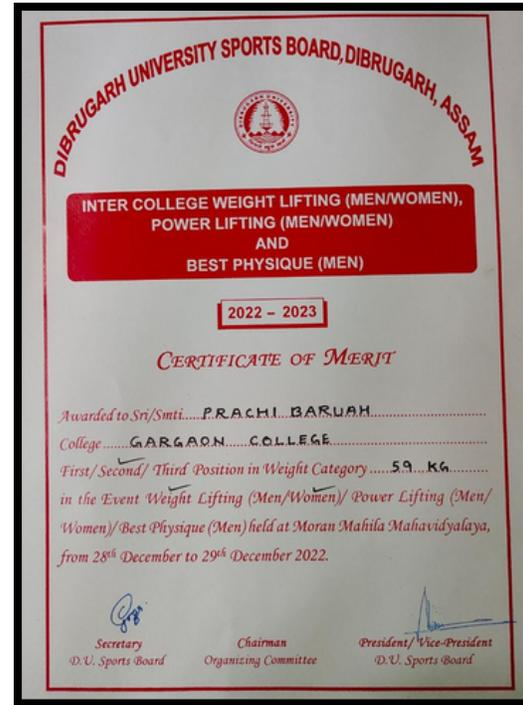 DIBRUGARH UNIVERSITY SPORTS BOARD, DIBRUGARH, ASSAM
INTER COLLEGE WEIGHT LIFTING (MEN/WOMEN),
POWER LIFTING (MEN/WOMEN)
AND
BEST PHYSIQUE (MEN)
2022 – 2023
CERTIFICATE OF MERIT
Awarded to Sri/Smti.....PRACHI BARUAH
College.....GARGAON COLLEGE
First/ Second/ Third Position in Weight Category.....59 KG
in the Event Weight Lifting (Men/Women)/ Power Lifting (Men/
Women)/ Best Physique (Men) held at Moran Mahila Mahavidyalaya,
from 28th December to 29th December 2022.
Secretary Chairman President/ Vice-President
D.U. Sports Board Organizing Committee D.U. Sports Board